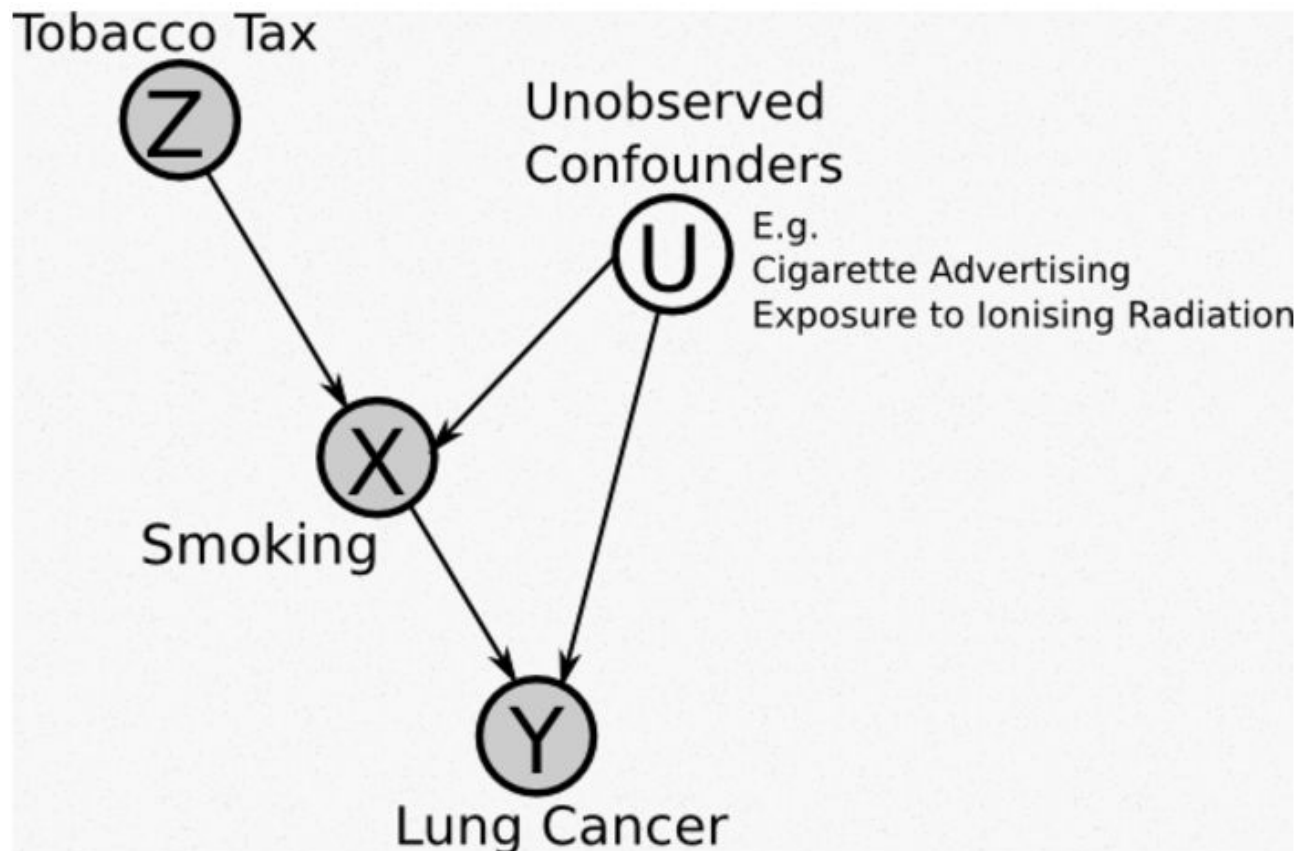 Tobacco Tax
Z
Unobserved
Confounders
U
E.g.
Cigarette Advertising
Exposure to Ionising Radiation
X
Smoking
Y
Lung Cancer